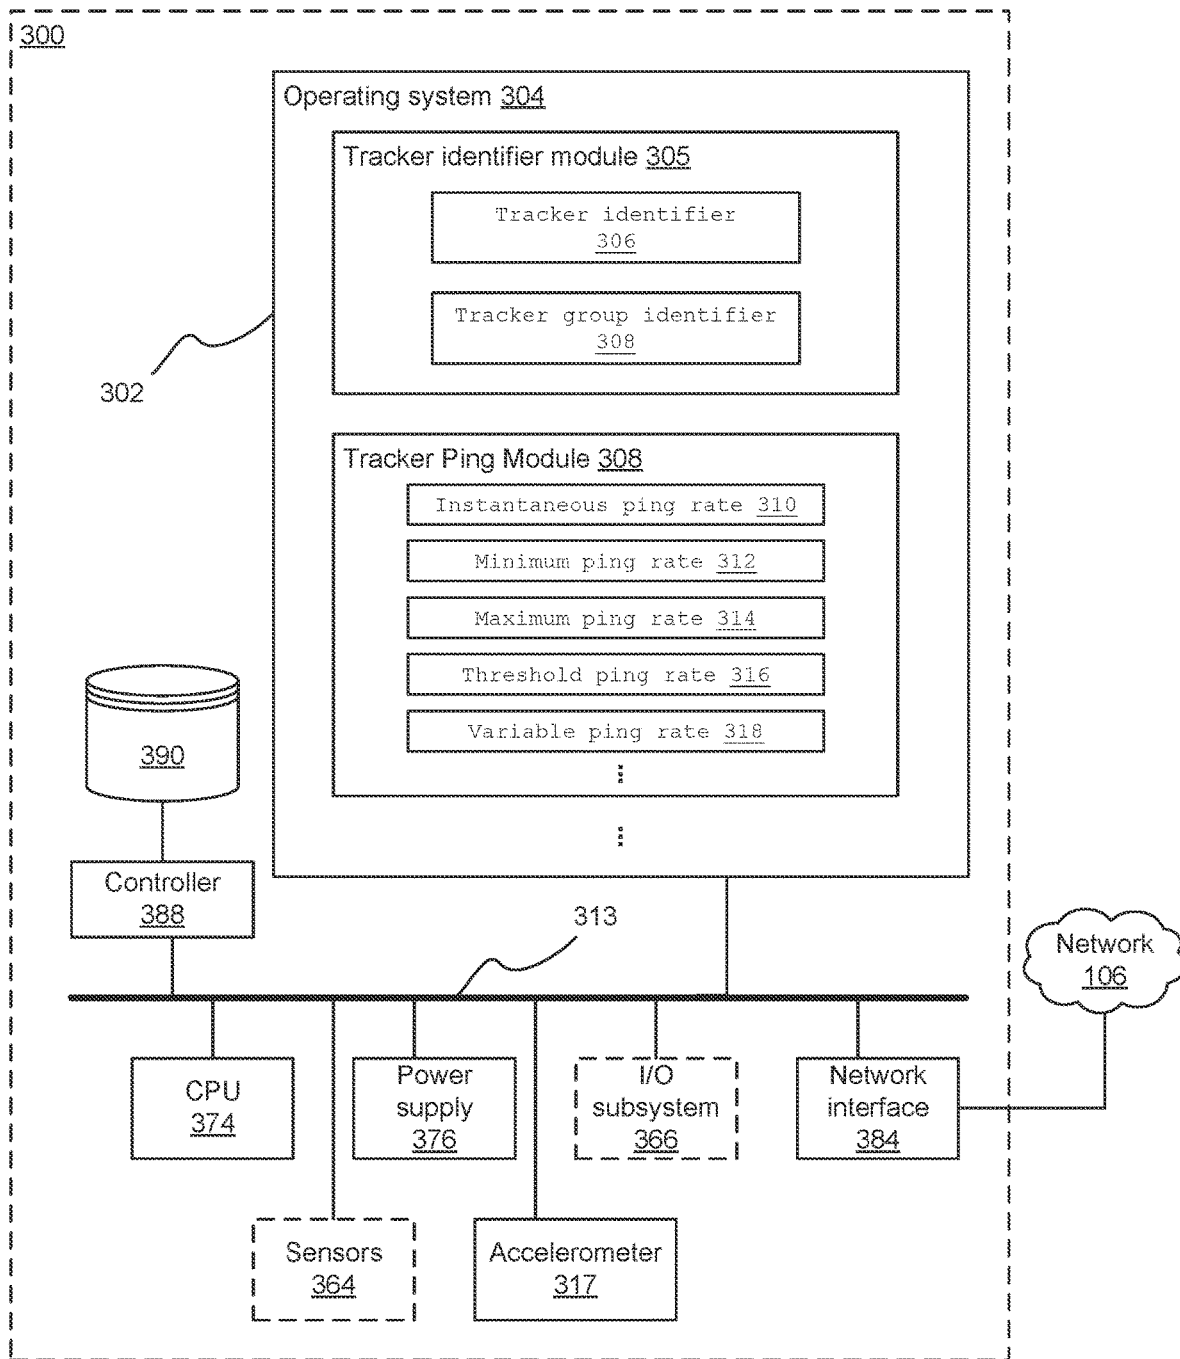 300
Operating system 304
Tracker identifier module 305
Tracker identifier
306
Tracker group identifier
308
302
Tracker Ping Module 308
Instantaneous ping rate 310
Minimum ping rate 312
Maximum ping rate 314
Threshold ping rate 316
Variable ping rate 318
390
Controller
388
313
Network
106
CPU
374
Power
supply
376
I/O
subsystem
366
Network
interface
384
Sensors
364
Accelerometer
317